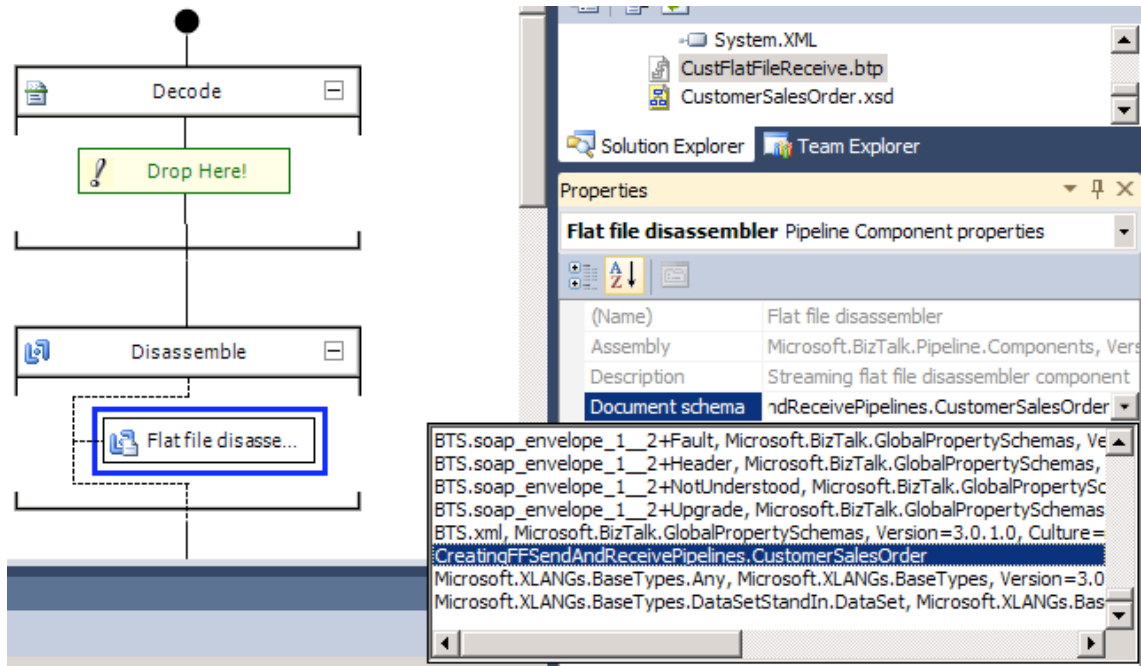 Decode
Drop Here!
Disassemble
Flat file disasse...
System.XML
CustFlatFileReceive.btp
CustomerSalesOrder.xsd
Solution Explorer Team Explorer
Properties
Flat file disassembler Pipeline Component properties
(Name) Flat file disassembler
Assembly Microsoft.BizTalk.Pipeline.Components, Vers
Description Streaming flat file disassembler component
Document schema ndReceivePipelines.CustomerSalesOrder
BTS.soap_envelope_1__2+Fault, Microsoft.BizTalk.GlobalPropertySchemas, Ve
BTS.soap_envelope_1__2+Header, Microsoft.BizTalk.GlobalPropertySchemas,
BTS.soap_envelope_1__2+NotUnderstood, Microsoft.BizTalk.GlobalPropertySc
BTS.soap_envelope_1__2+Upgrade, Microsoft.BizTalk.GlobalPropertySchemas
BTS.xml, Microsoft.BizTalk.GlobalPropertySchemas, Version=3.0.1.0, Culture=
CreatingFFSendAndReceivePipelines.CustomerSalesOrder
Microsoft.XLANGs.BaseTypes.Any, Microsoft.XLANGs.BaseTypes, Version=3.0
Microsoft.XLANGs.BaseTypes.DataSetStandIn.DataSet, Microsoft.XLANGs.Bas